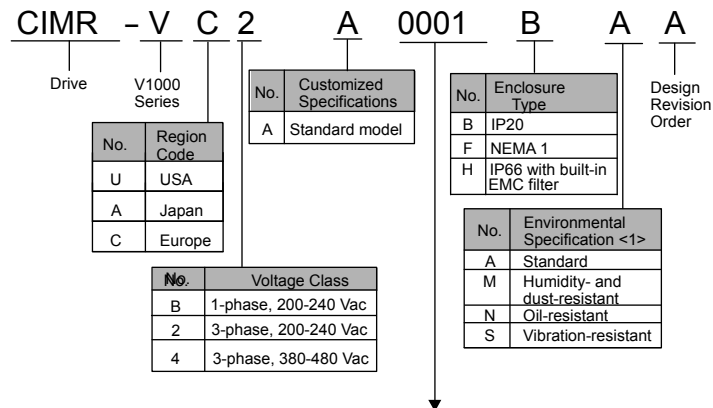 CIMR – V C 2 A 0001 B A A
Drive
V1000
Series
No. Customized
Specifications
A Standard model
No. Enclosure
Type
B IP20
F NEMA 1
H IP66 with built-in
EMC filter
Design
Revision
Order
No. Region
Code
U USA
A Japan
C Europe
No. Environmental
Specification <1>
A Standard
M Humidity- and
dust-resistant
N Oil-resistant
S Vibration-resistant
No. Voltage Class
B 1-phase, 200-240 Vac
2 3-phase, 200-240 Vac
4 3-phase, 380-480 Vac